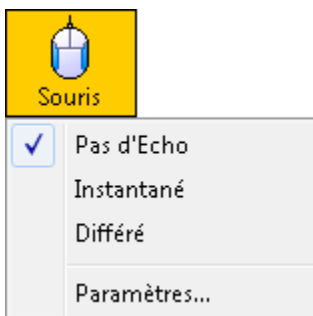 Souris
Pas d'Echo
Instantané
Différé
Paramètres...